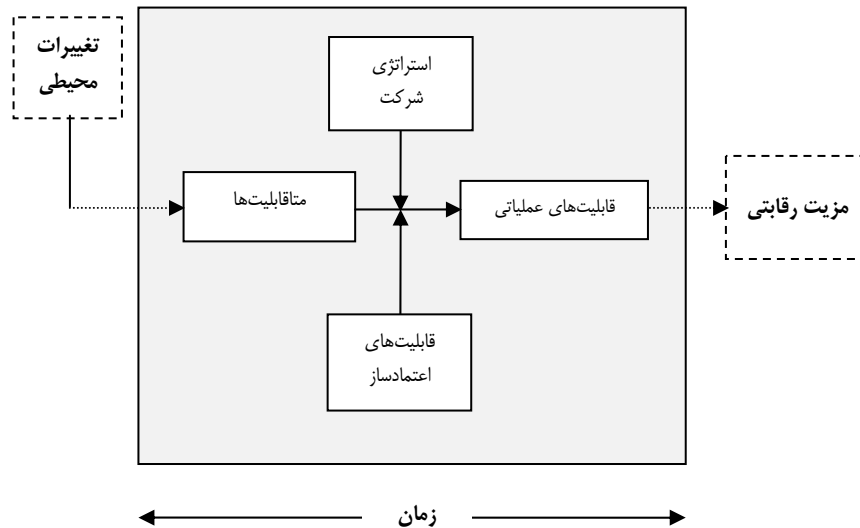 تغییرات
محیطی
استراتژی
شرکت
متاقابلیت‌ها
قابلیت‌های عملیاتی
مزیت رقابتی
قابلیت‌های
اعتمادساز
زمان